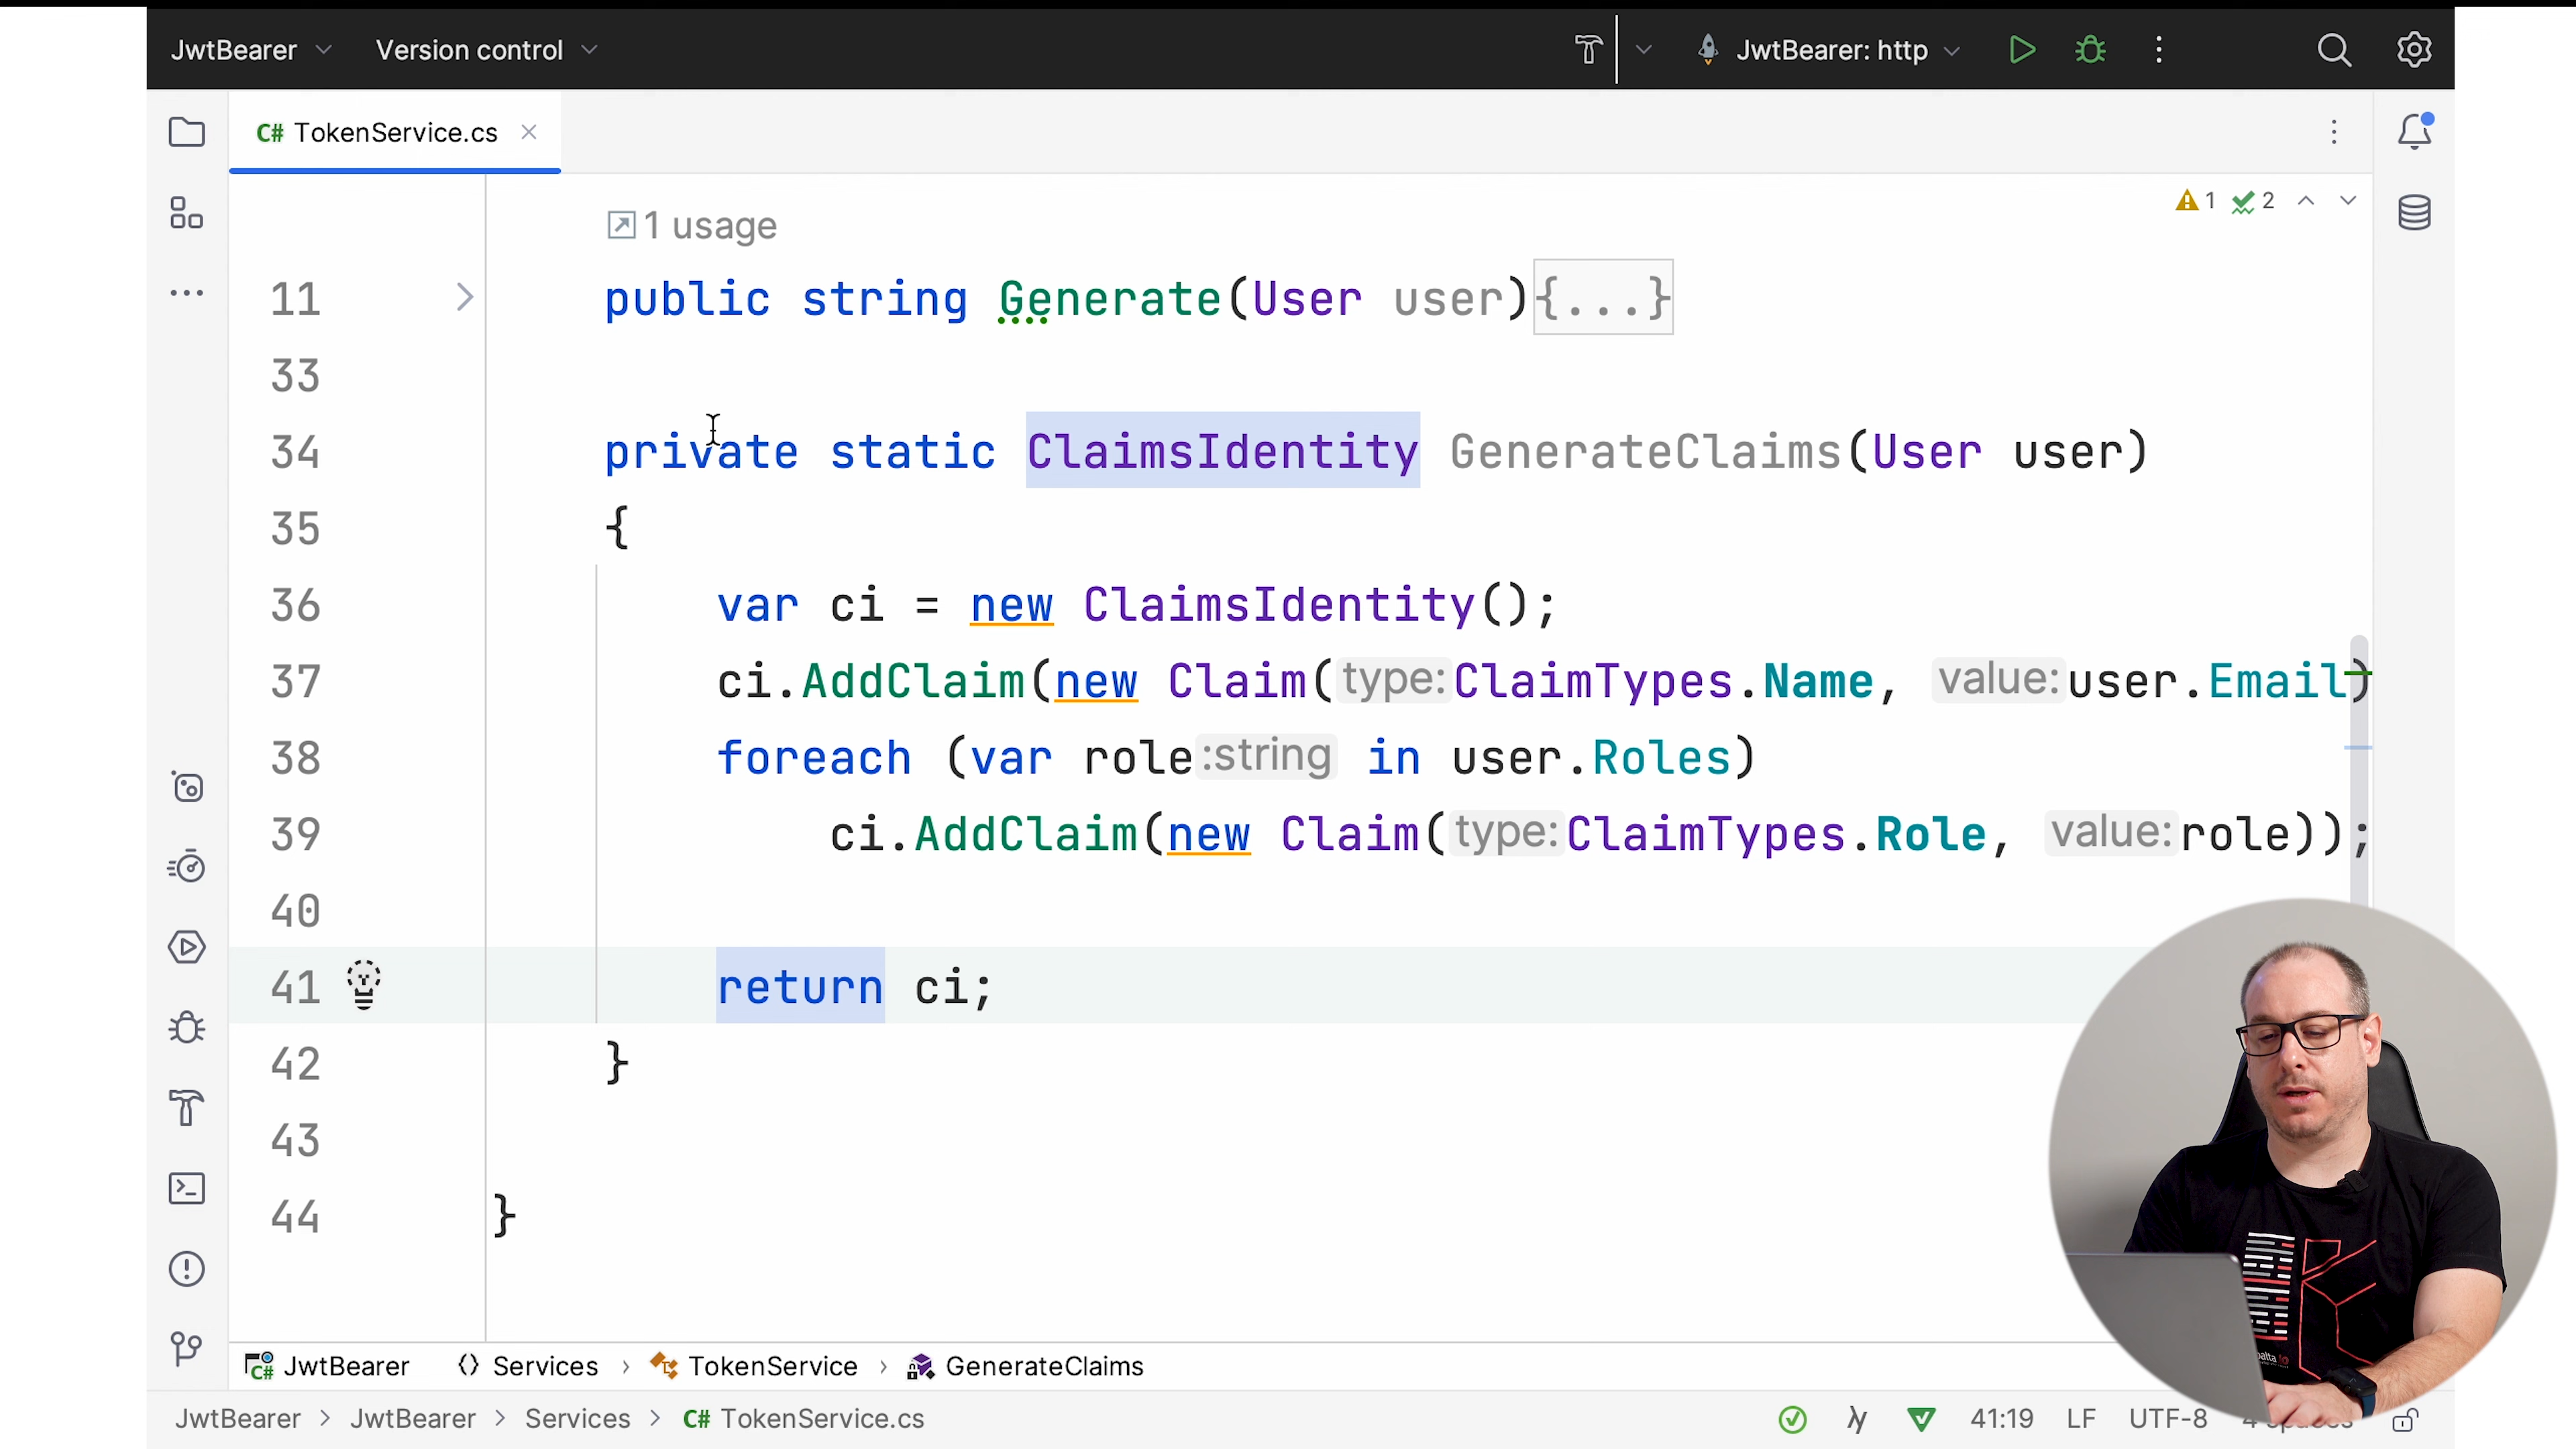 JwtBearer Version control JwtBearer: http
C# TokenService.cs
1 2
1 usage
11 public string Generate(User user){...}
33
34 private static ClaimsIdentity GenerateClaims(User user)
35 {
36 var ci = new ClaimsIdentity();
37 ci.AddClaim(new Claim(type:ClaimTypes.Name, value:user.Email)
38 foreach (var role:string in user.Roles)
39 ci.AddClaim(new Claim(type:ClaimTypes.Role, value:role));
40
41 return ci;
42 }
43
44 }
C# JwtBearer Services › TokenService › GenerateClaims
JwtBearer > JwtBearer > Services > C# TokenService.cs 41:19 LF UTF-8 4 spaces